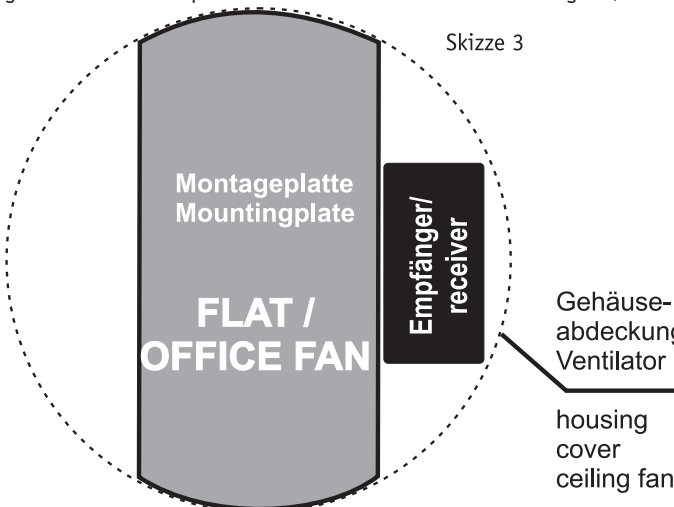 Skizze 3
Montageplatte
Mountingplate
FLAT /
OFFICE FAN
Empfänger/
receiver
Gehäuse-
abdeckung
Ventilator
housing
cover
ceiling fan